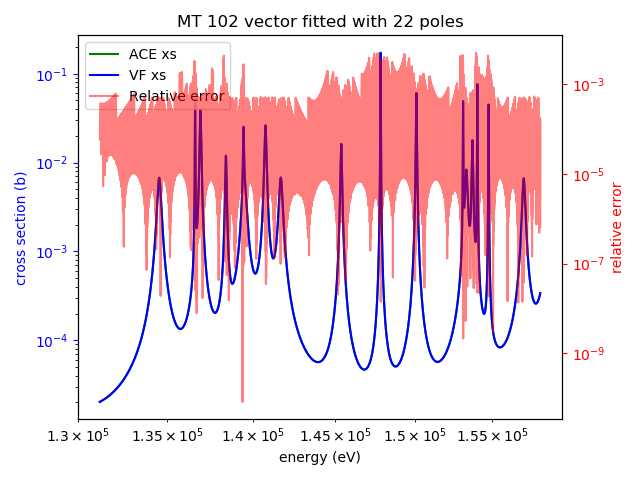 MT 102 vector fitted with 22 poles
ACE xs
VF xs
Relative error
cross section (b)
10⁻¹
10⁻²
10⁻³
10⁻⁴
relative error
10⁻³
10⁻⁵
10⁻⁷
10⁻⁹
1.3 × 10⁵ 1.35 × 10⁵ 1.4 × 10⁵ 1.45 × 10⁵ 1.5 × 10⁵ 1.55 × 10⁵
energy (eV)